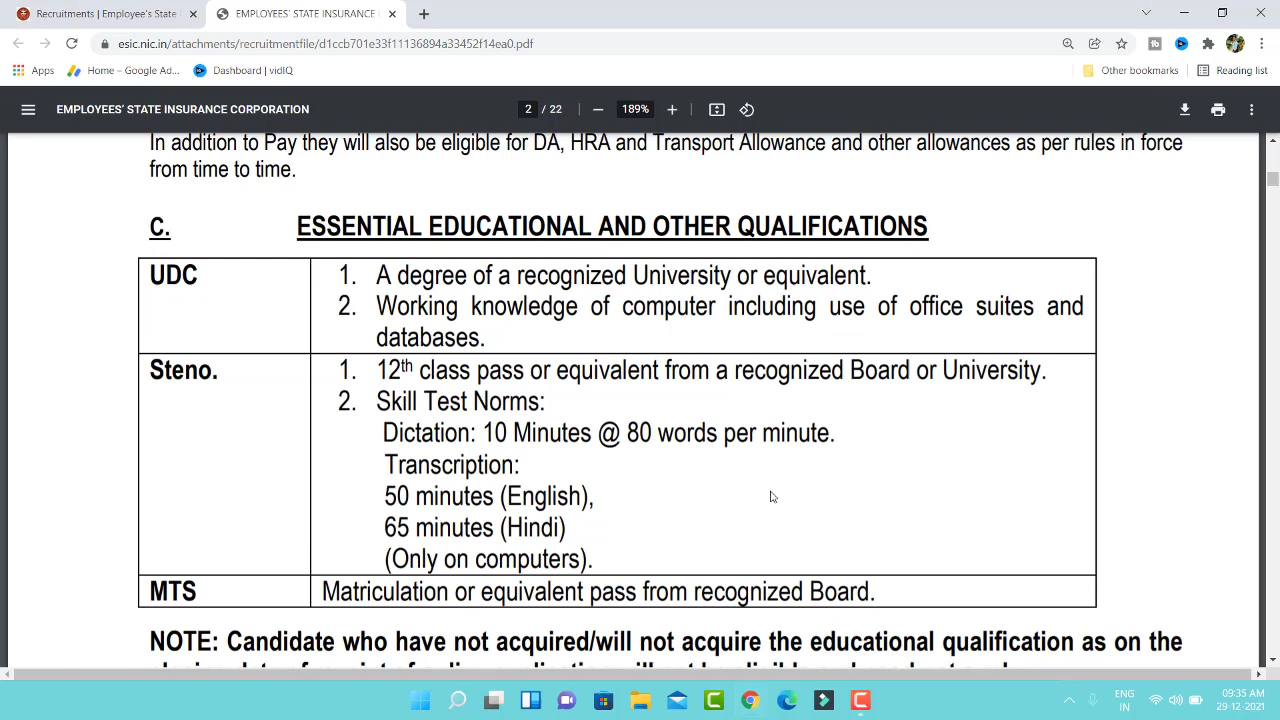 Recruitments | Employee's State
EMPLOYEES' STATE INSURANCE
esic.nic.in/attachments/recruitmentfile/d1ccb701e33f11136894a33452f14ea0.pdf
Apps
Home – Google Ad...
Dashboard | vidIQ
Other bookmarks
Reading list
EMPLOYEES' STATE INSURANCE CORPORATION
2 / 22
189%
In addition to Pay they will also be eligible for DA, HRA and Transport Allowance and other allowances as per rules in force
from time to time.
C. ESSENTIAL EDUCATIONAL AND OTHER QUALIFICATIONS
UDC
1. A degree of a recognized University or equivalent.
2. Working knowledge of computer including use of office suites and
databases.
Steno.
1. 12th class pass or equivalent from a recognized Board or University.
2. Skill Test Norms:
Dictation: 10 Minutes @ 80 words per minute.
Transcription:
50 minutes (English),
65 minutes (Hindi)
(Only on computers).
MTS
Matriculation or equivalent pass from recognized Board.
NOTE: Candidate who have not acquired/will not acquire the educational qualification as on the
ENG
IN
09:35 AM
29-12-2021